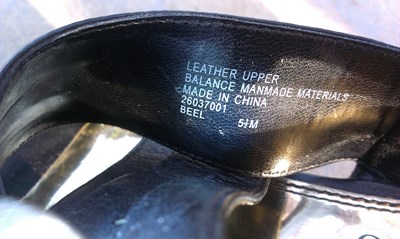 LEATHER UPPER
BALANCE MANMADE MATERIALS
MADE IN CHINA
26037001
BEEL 5½M